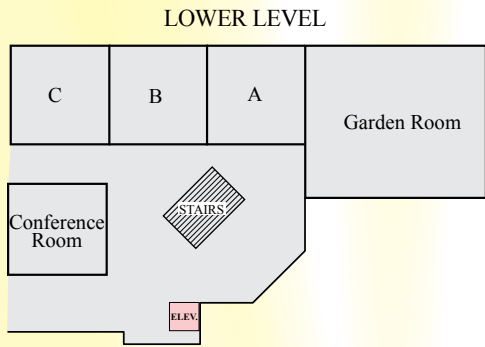 LOWER LEVEL
C
B
A
Garden Room
STAIRS
Conference
Room
ELEV.